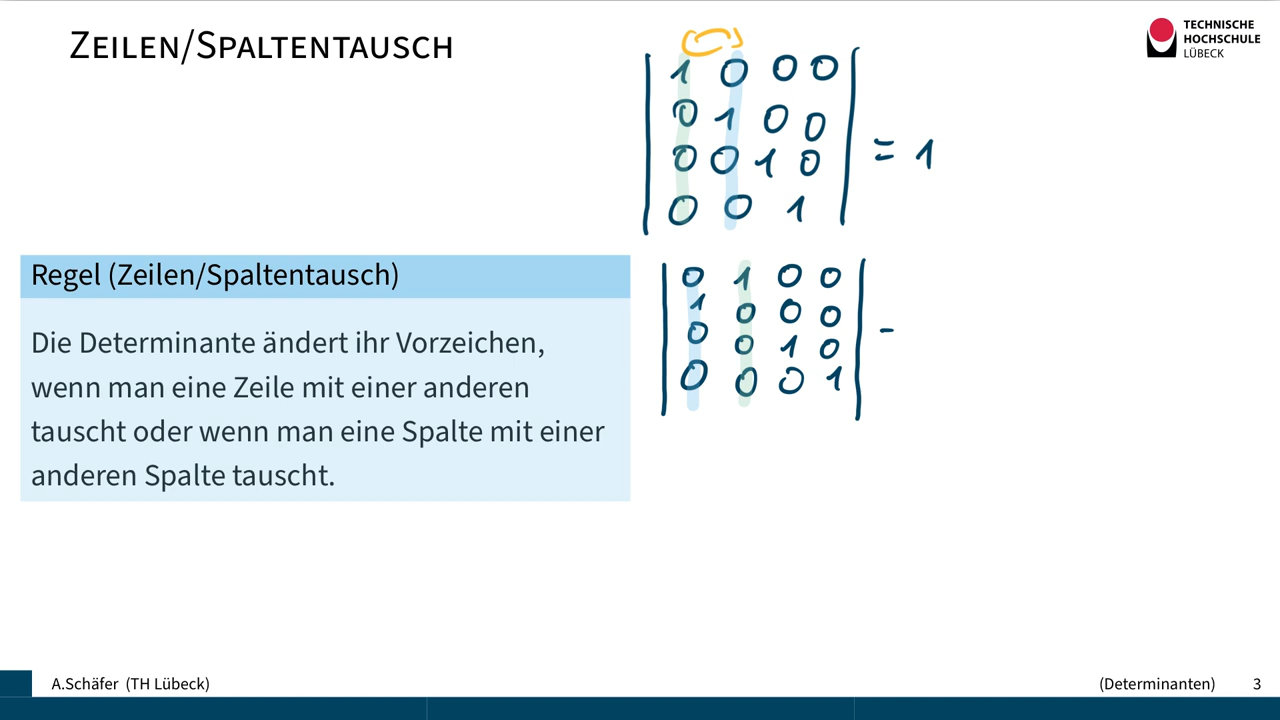 Zeilen/Spaltentausch
TECHNISCHE
HOCHSCHULE
LÜBECK
1 0 0 0
0 1 0 0
0 0 1 0
0 0 1
= 1
Regel (Zeilen/Spaltentausch)
Die Determinante ändert ihr Vorzeichen,
wenn man eine Zeile mit einer anderen
tauscht oder wenn man eine Spalte mit einer
anderen Spalte tauscht.
0 1 0 0
1 0 0 0
0 0 1 0
0 0 0 1
-
A.Schäfer (TH Lübeck)
(Determinanten) 3